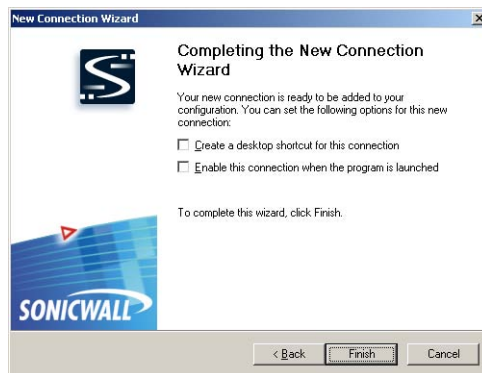 New Connection Wizard
Completing the New Connection
Wizard
Your new connection is ready to be added to your
configuration. You can set the following options for this new
connection:
Create a desktop shortcut for this connection
Enable this connection when the program is launched
To complete this wizard, click Finish.
SONICWALL
< Back
Finish
Cancel